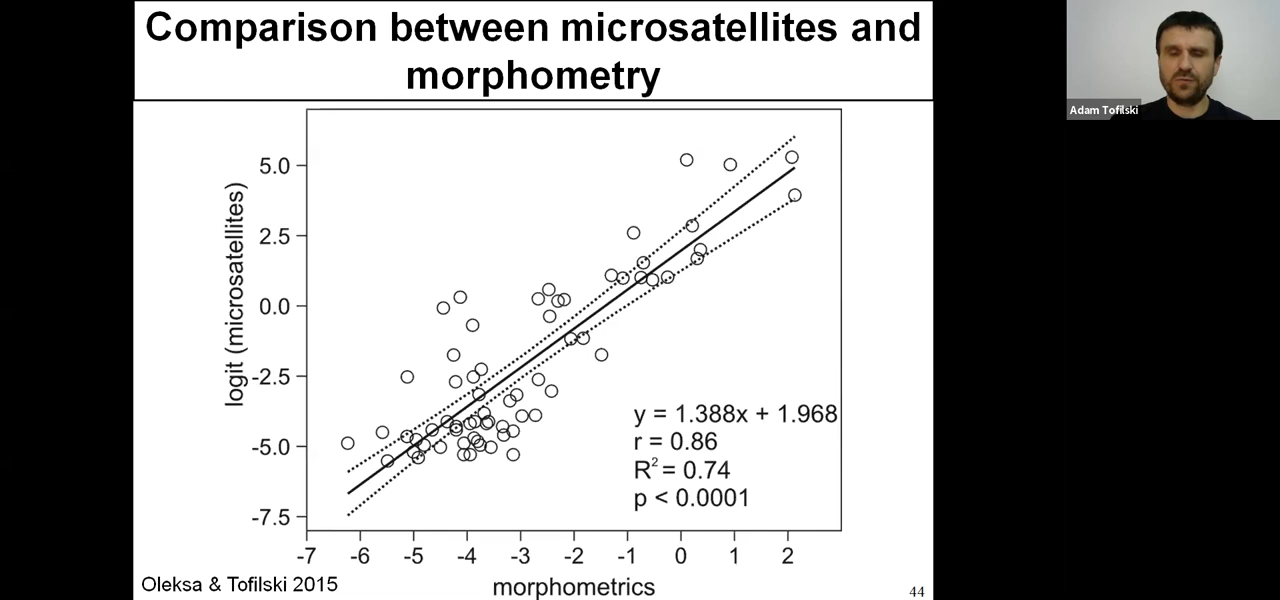 Comparison between microsatellites and
morphometry
Adam Tofilski
logit (microsatellites)
5.0
2.5
0.0
-2.5
-5.0
-7.5
y = 1.388x + 1.968
r = 0.86
R² = 0.74
p < 0.0001
-7 -6 -5 -4 -3 -2 -1 0 1 2
morphometrics
Oleksa & Tofilski 2015
44